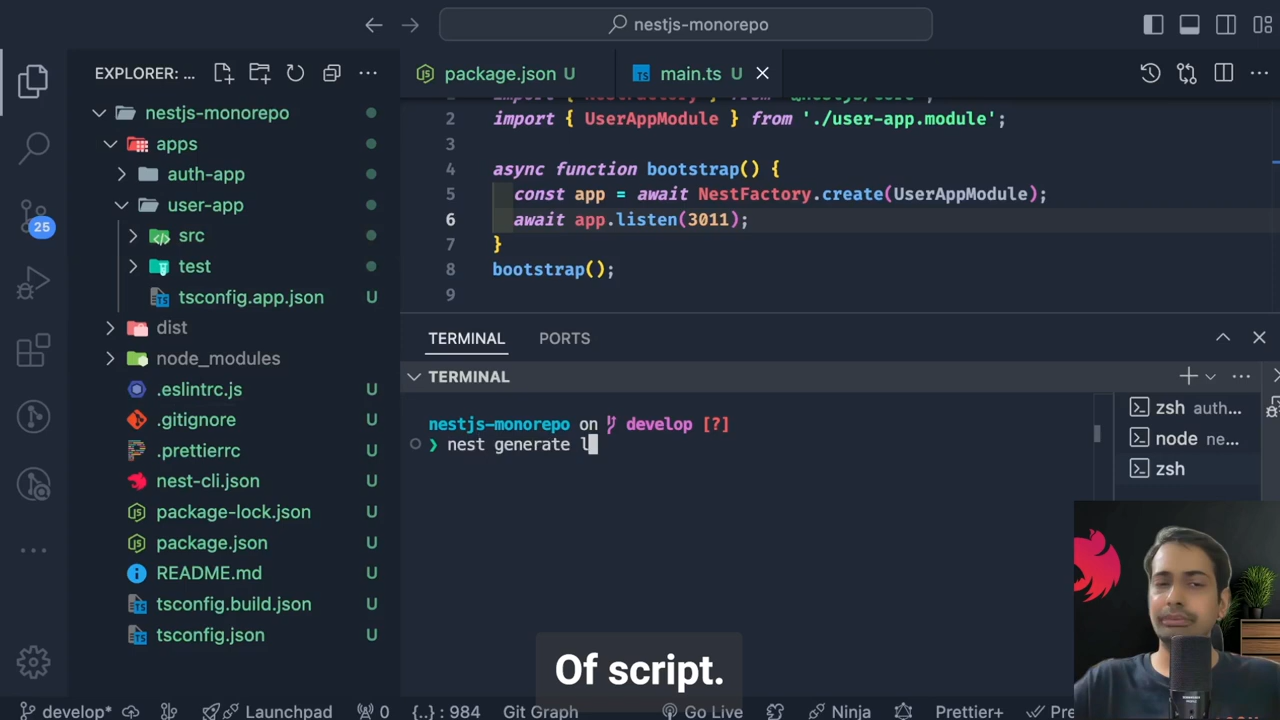 nestjs-monorepo
EXPLORER: ...
package.json U
main.ts U
nestjs-monorepo
apps
auth-app
user-app
src
test
tsconfig.app.json U
dist
node_modules
.eslintrc.js U
.gitignore U
.prettierrc U
nest-cli.json U
package-lock.json U
package.json U
README.md U
tsconfig.build.json U
tsconfig.json U
25
2 import { UserAppModule } from './user-app.module';
3
4 async function bootstrap() {
5 const app = await NestFactory.create(UserAppModule);
6 await app.listen(3011);
7 }
8 bootstrap();
9
TERMINAL
PORTS
TERMINAL
nestjs-monorepo on develop [?]
❯ nest generate l
zsh auth...
node ne...
zsh
Of script.
develop*
Launchpad
0
{..} : 984
Git Graph
Go Live
Ninja
Prettier+